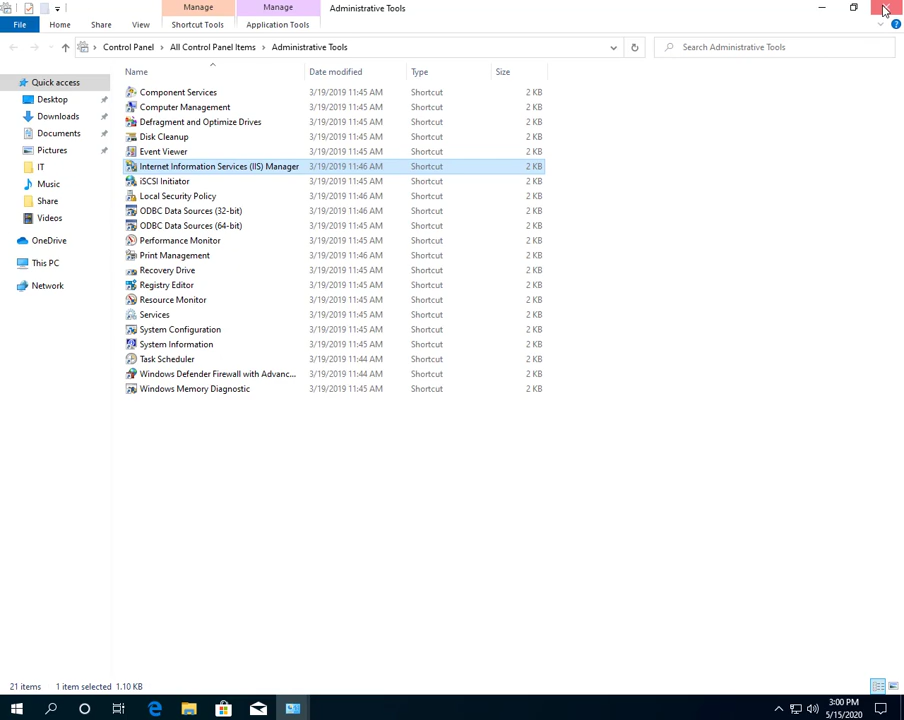 Manage Manage Administrative Tools
File Home Share View Shortcut Tools Application Tools
Control Panel All Control Panel Items Administrative Tools Search Administrative Tools
Name Date modified Type Size
Quick access
Desktop
Downloads
Documents
Pictures
IT
Music
Share
Videos
OneDrive
This PC
Network
Component Services 3/19/2019 11:45 AM Shortcut 2 KB
Computer Management 3/19/2019 11:45 AM Shortcut 2 KB
Defragment and Optimize Drives 3/19/2019 11:45 AM Shortcut 2 KB
Disk Cleanup 3/19/2019 11:45 AM Shortcut 2 KB
Event Viewer 3/19/2019 11:45 AM Shortcut 2 KB
Internet Information Services (IIS) Manager 3/19/2019 11:46 AM Shortcut 2 KB
iSCSI Initiator 3/19/2019 11:45 AM Shortcut 2 KB
Local Security Policy 3/19/2019 11:46 AM Shortcut 2 KB
ODBC Data Sources (32-bit) 3/19/2019 11:46 AM Shortcut 2 KB
ODBC Data Sources (64-bit) 3/19/2019 11:45 AM Shortcut 2 KB
Performance Monitor 3/19/2019 11:45 AM Shortcut 2 KB
Print Management 3/19/2019 11:46 AM Shortcut 2 KB
Recovery Drive 3/19/2019 11:45 AM Shortcut 2 KB
Registry Editor 3/19/2019 11:45 AM Shortcut 2 KB
Resource Monitor 3/19/2019 11:45 AM Shortcut 2 KB
Services 3/19/2019 11:45 AM Shortcut 2 KB
System Configuration 3/19/2019 11:45 AM Shortcut 2 KB
System Information 3/19/2019 11:45 AM Shortcut 2 KB
Task Scheduler 3/19/2019 11:44 AM Shortcut 2 KB
Windows Defender Firewall with Advanc... 3/19/2019 11:44 AM Shortcut 2 KB
Windows Memory Diagnostic 3/19/2019 11:45 AM Shortcut 2 KB
21 items 1 item selected 1.10 KB
3:00 PM
5/15/2020